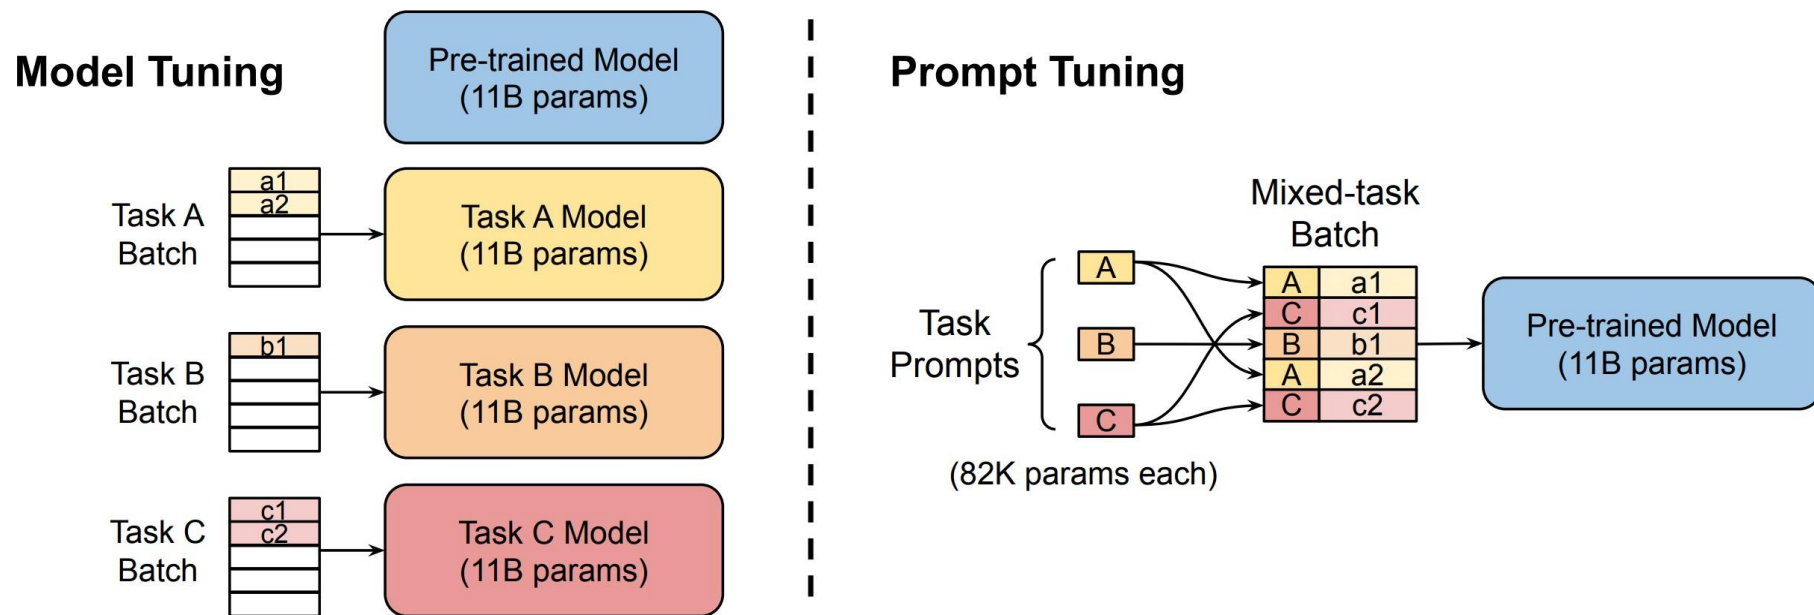 Model Tuning
Pre-trained Model
(11B params)
Task A
Batch
a1
a2
Task A Model
(11B params)
Task B
Batch
b1
Task B Model
(11B params)
Task C
Batch
c1
c2
Task C Model
(11B params)
Prompt Tuning
Task
Prompts
A
B
C
(82K params each)
Mixed-task
Batch
A a1
C c1
B b1
A a2
C c2
Pre-trained Model
(11B params)